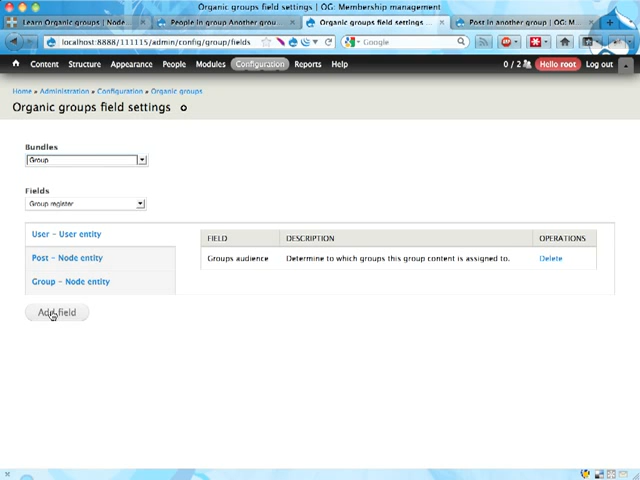 Organic groups field settings | OG: Membership management
Learn Organic groups | Node
People in group Another grou...
Organic groups field settings ...
Post in another group | OG: M...
localhost:8888/111115/admin/config/group/fields
Google
Content Structure Appearance People Modules Configuration Reports Help
0 / 2
Hello root
Log out
Home » Administration » Configuration » Organic groups
Organic groups field settings
Bundles
Group
Fields
Group register
User - User entity
Post - Node entity
Group - Node entity
FIELD DESCRIPTION OPERATIONS
Groups audience Determine to which groups this group content is assigned to. Delete
Add field